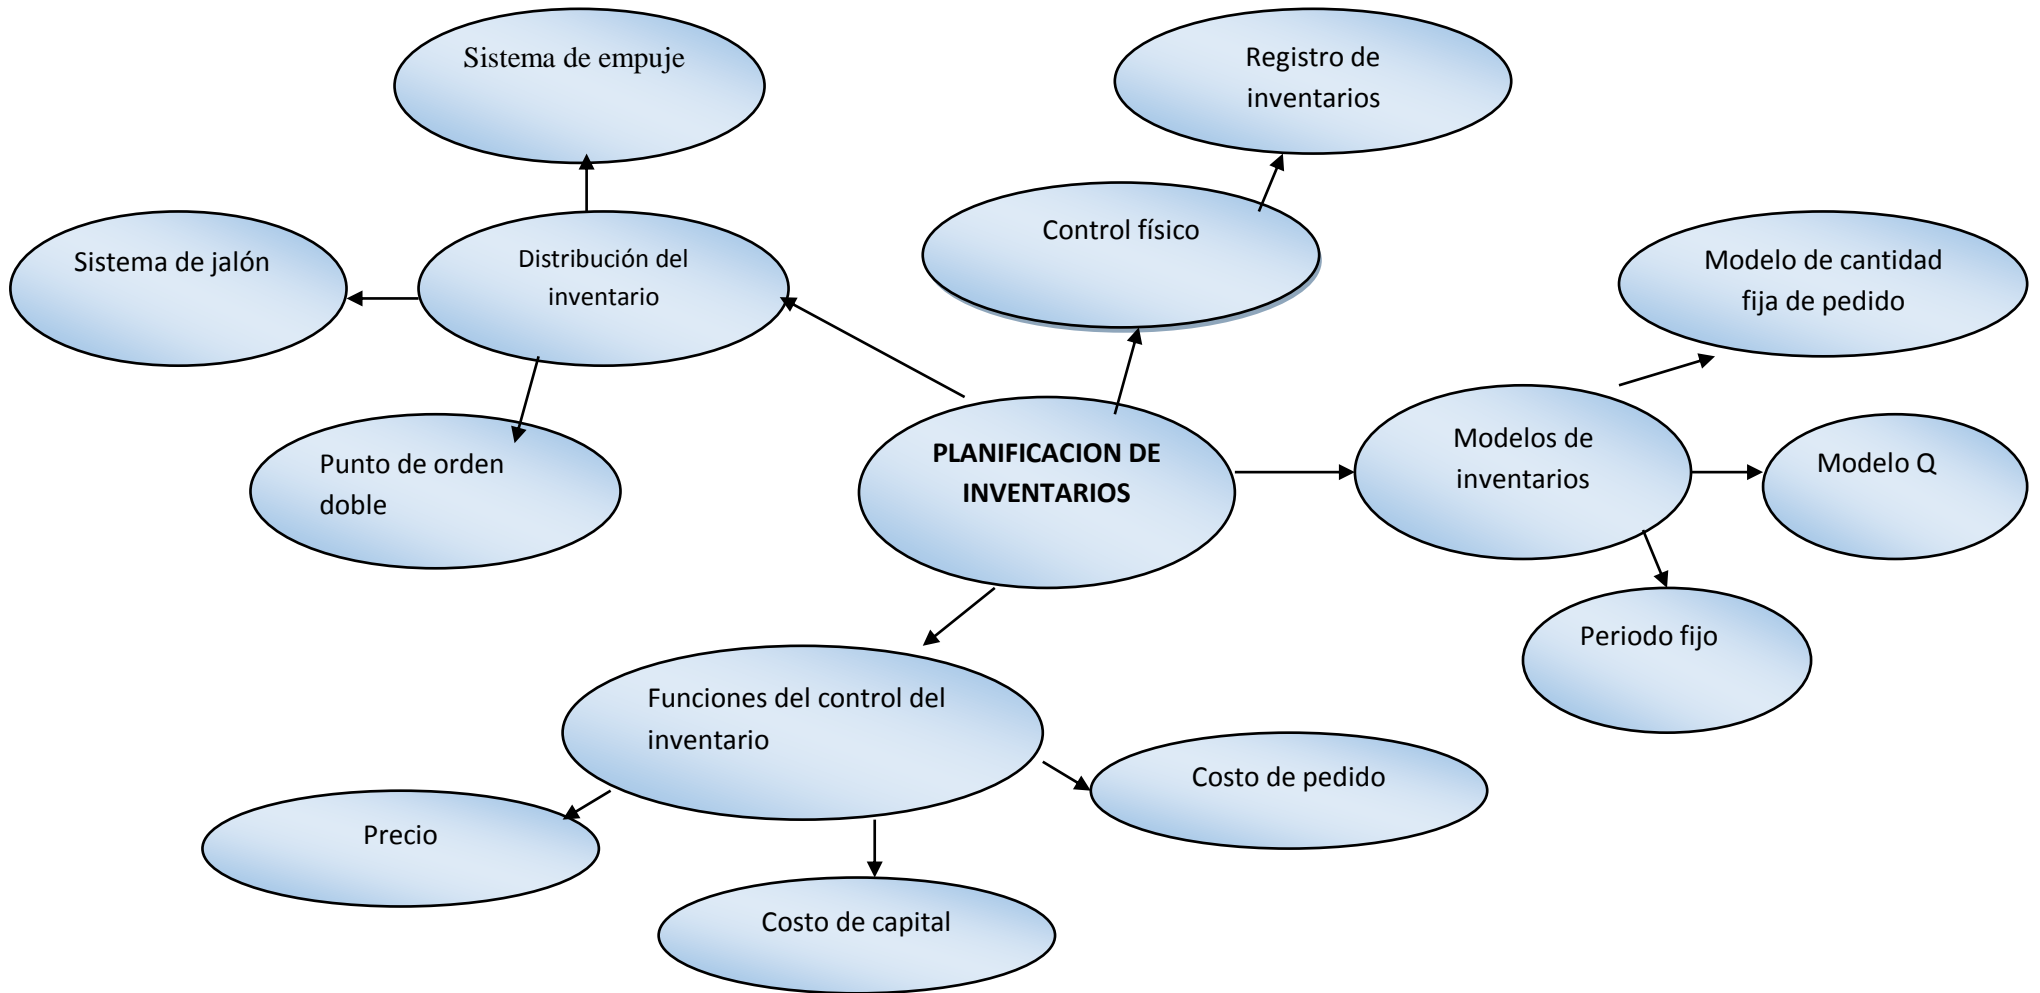 Sistema de empuje
Registro de
inventarios
Control físico
Sistema de jalón
Distribución del
inventario
Modelo de cantidad
fija de pedido
Punto de orden
doble
PLANIFICACION DE
INVENTARIOS
Modelos de
inventarios
Modelo Q
Periodo fijo
Funciones del control del
inventario
Costo de pedido
Precio
Costo de capital